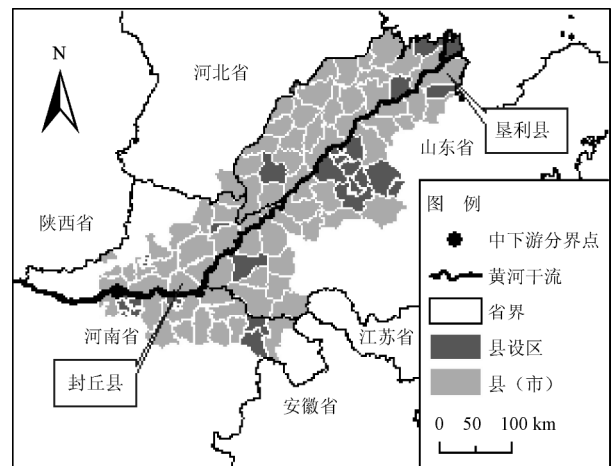 N
河北省
垦利县
山东省
陕西省
图 例
中下游分界点
黄河干流
省界
县设区
县（市）
0 50 100 km
河南省
江苏省
封丘县
安徽省